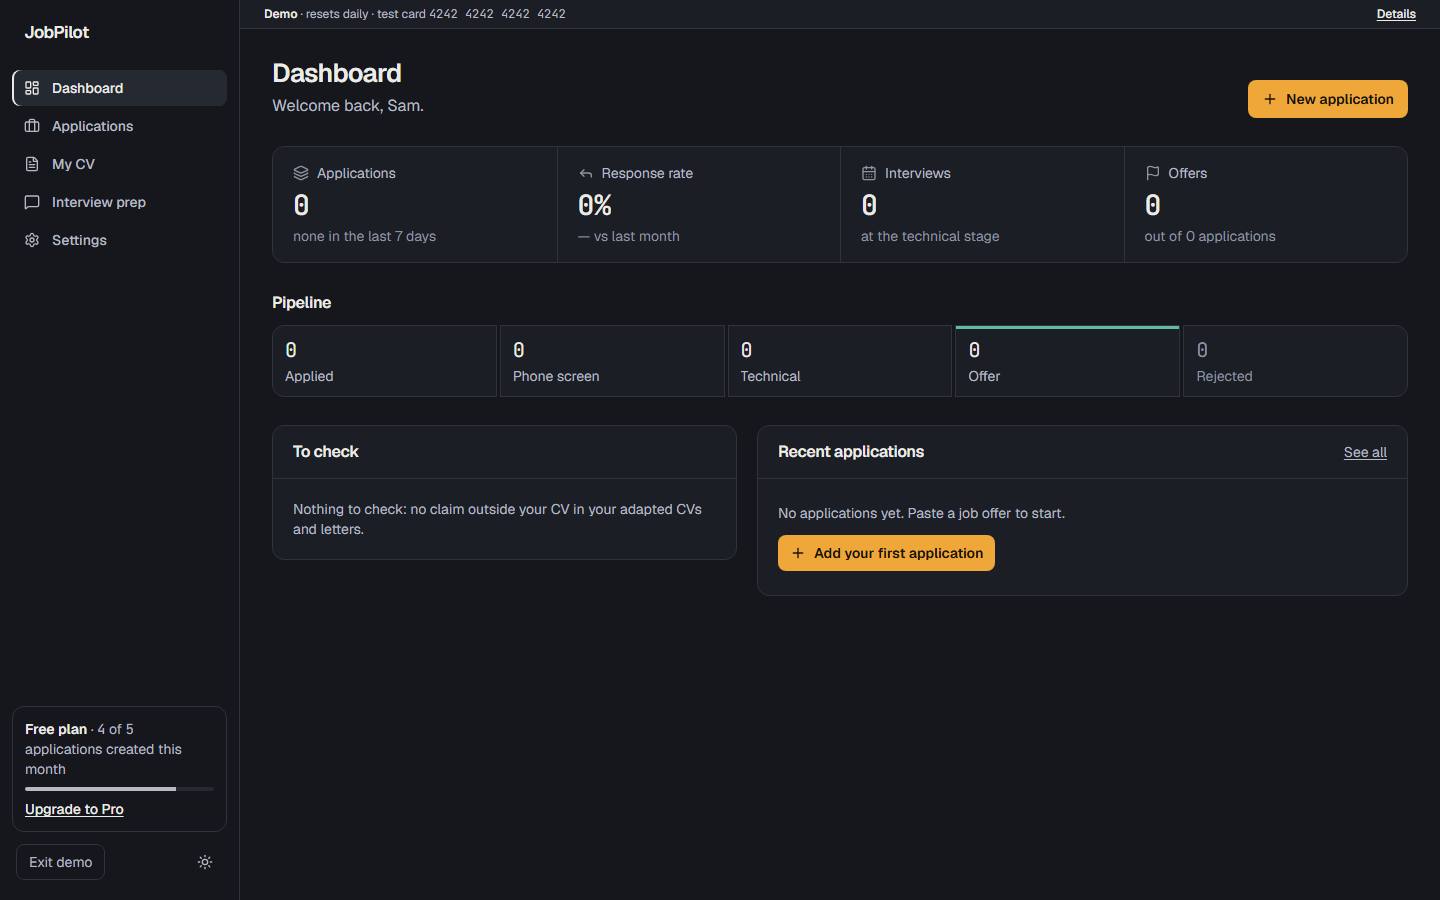 JobPilot
Dashboard
Applications
My CV
Interview prep
Settings
Free plan · 4 of 5
applications created this
month
Upgrade to Pro
Exit demo
Demo · resets daily · test card 4242 4242 4242 4242
Details
Dashboard
Welcome back, Sam.
New application
Applications
0
none in the last 7 days
Response rate
0%
— vs last month
Interviews
0
at the technical stage
Offers
0
out of 0 applications
Pipeline
0
Applied
0
Phone screen
0
Technical
0
Offer
0
Rejected
To check
Nothing to check: no claim outside your CV in your adapted CVs
and letters.
Recent applications
See all
No applications yet. Paste a job offer to start.
Add your first application